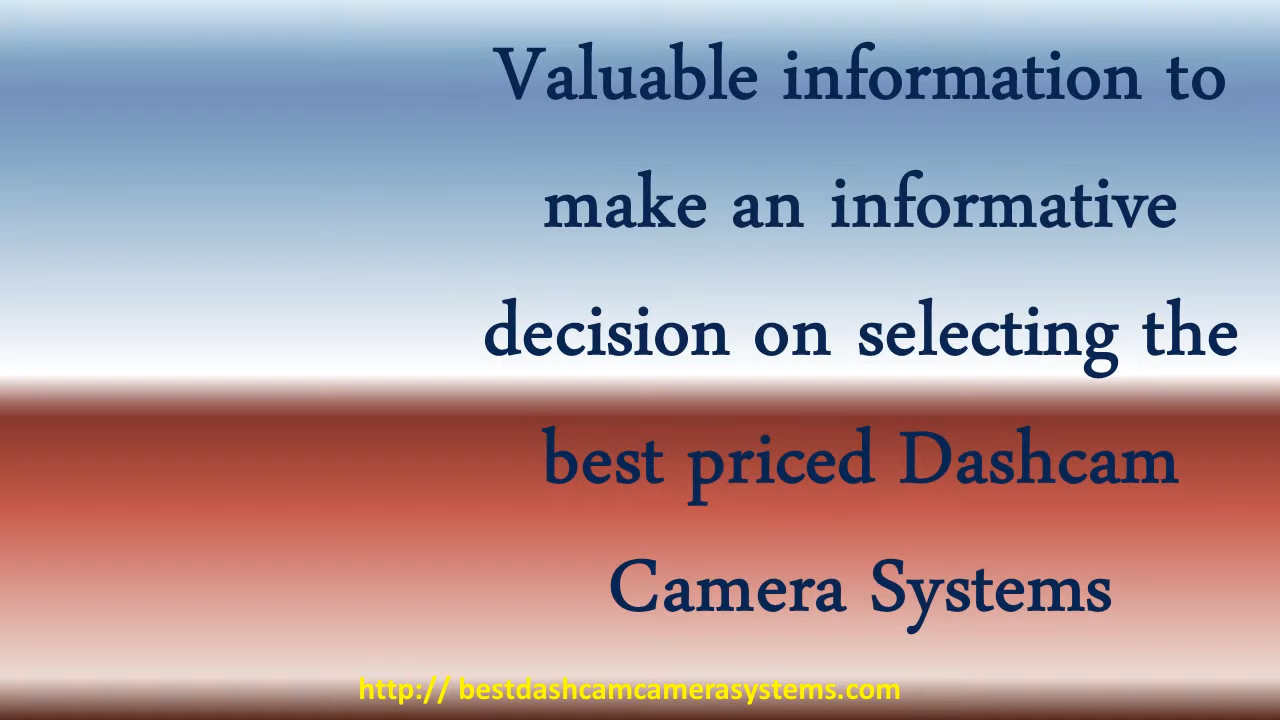 Valuable information to
make an informative
decision on selecting the
best priced Dashcam
Camera Systems
http:// bestdashcamcamerasystems.com